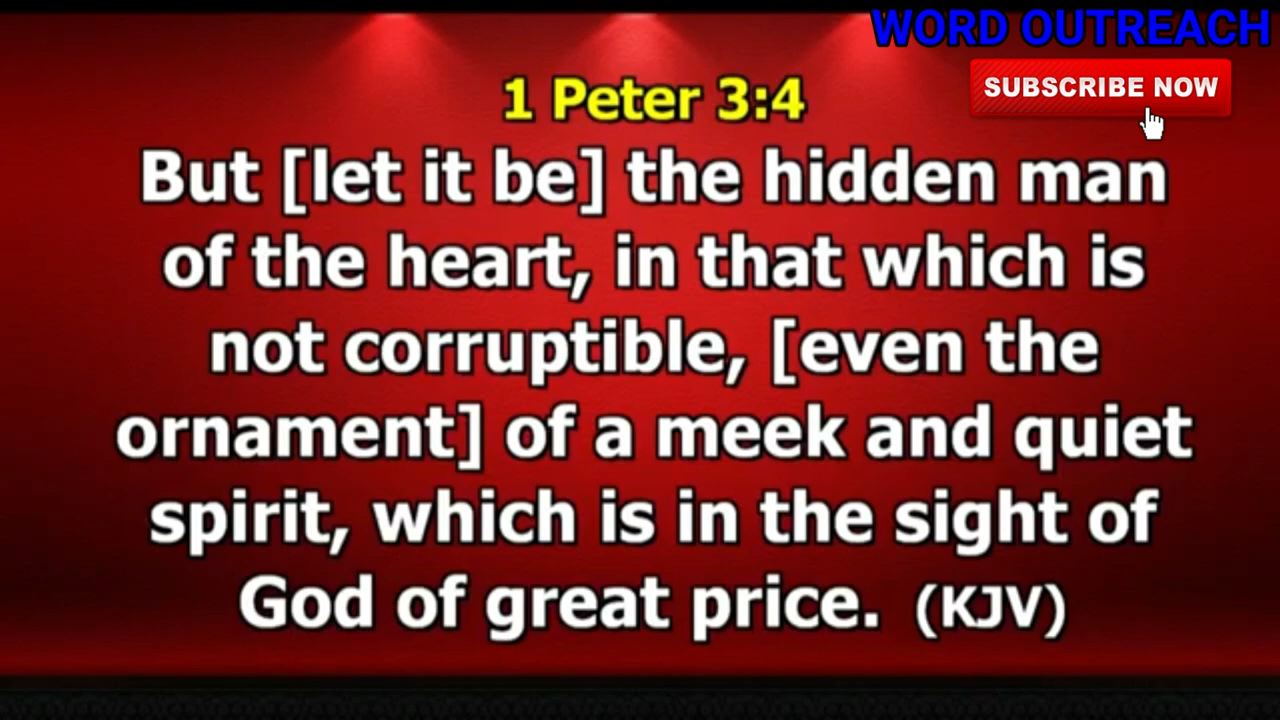 WORD OUTREACH
SUBSCRIBE NOW
1 Peter 3:4
But [let it be] the hidden man
of the heart, in that which is
not corruptible, [even the
ornament] of a meek and quiet
spirit, which is in the sight of
God of great price. (KJV)